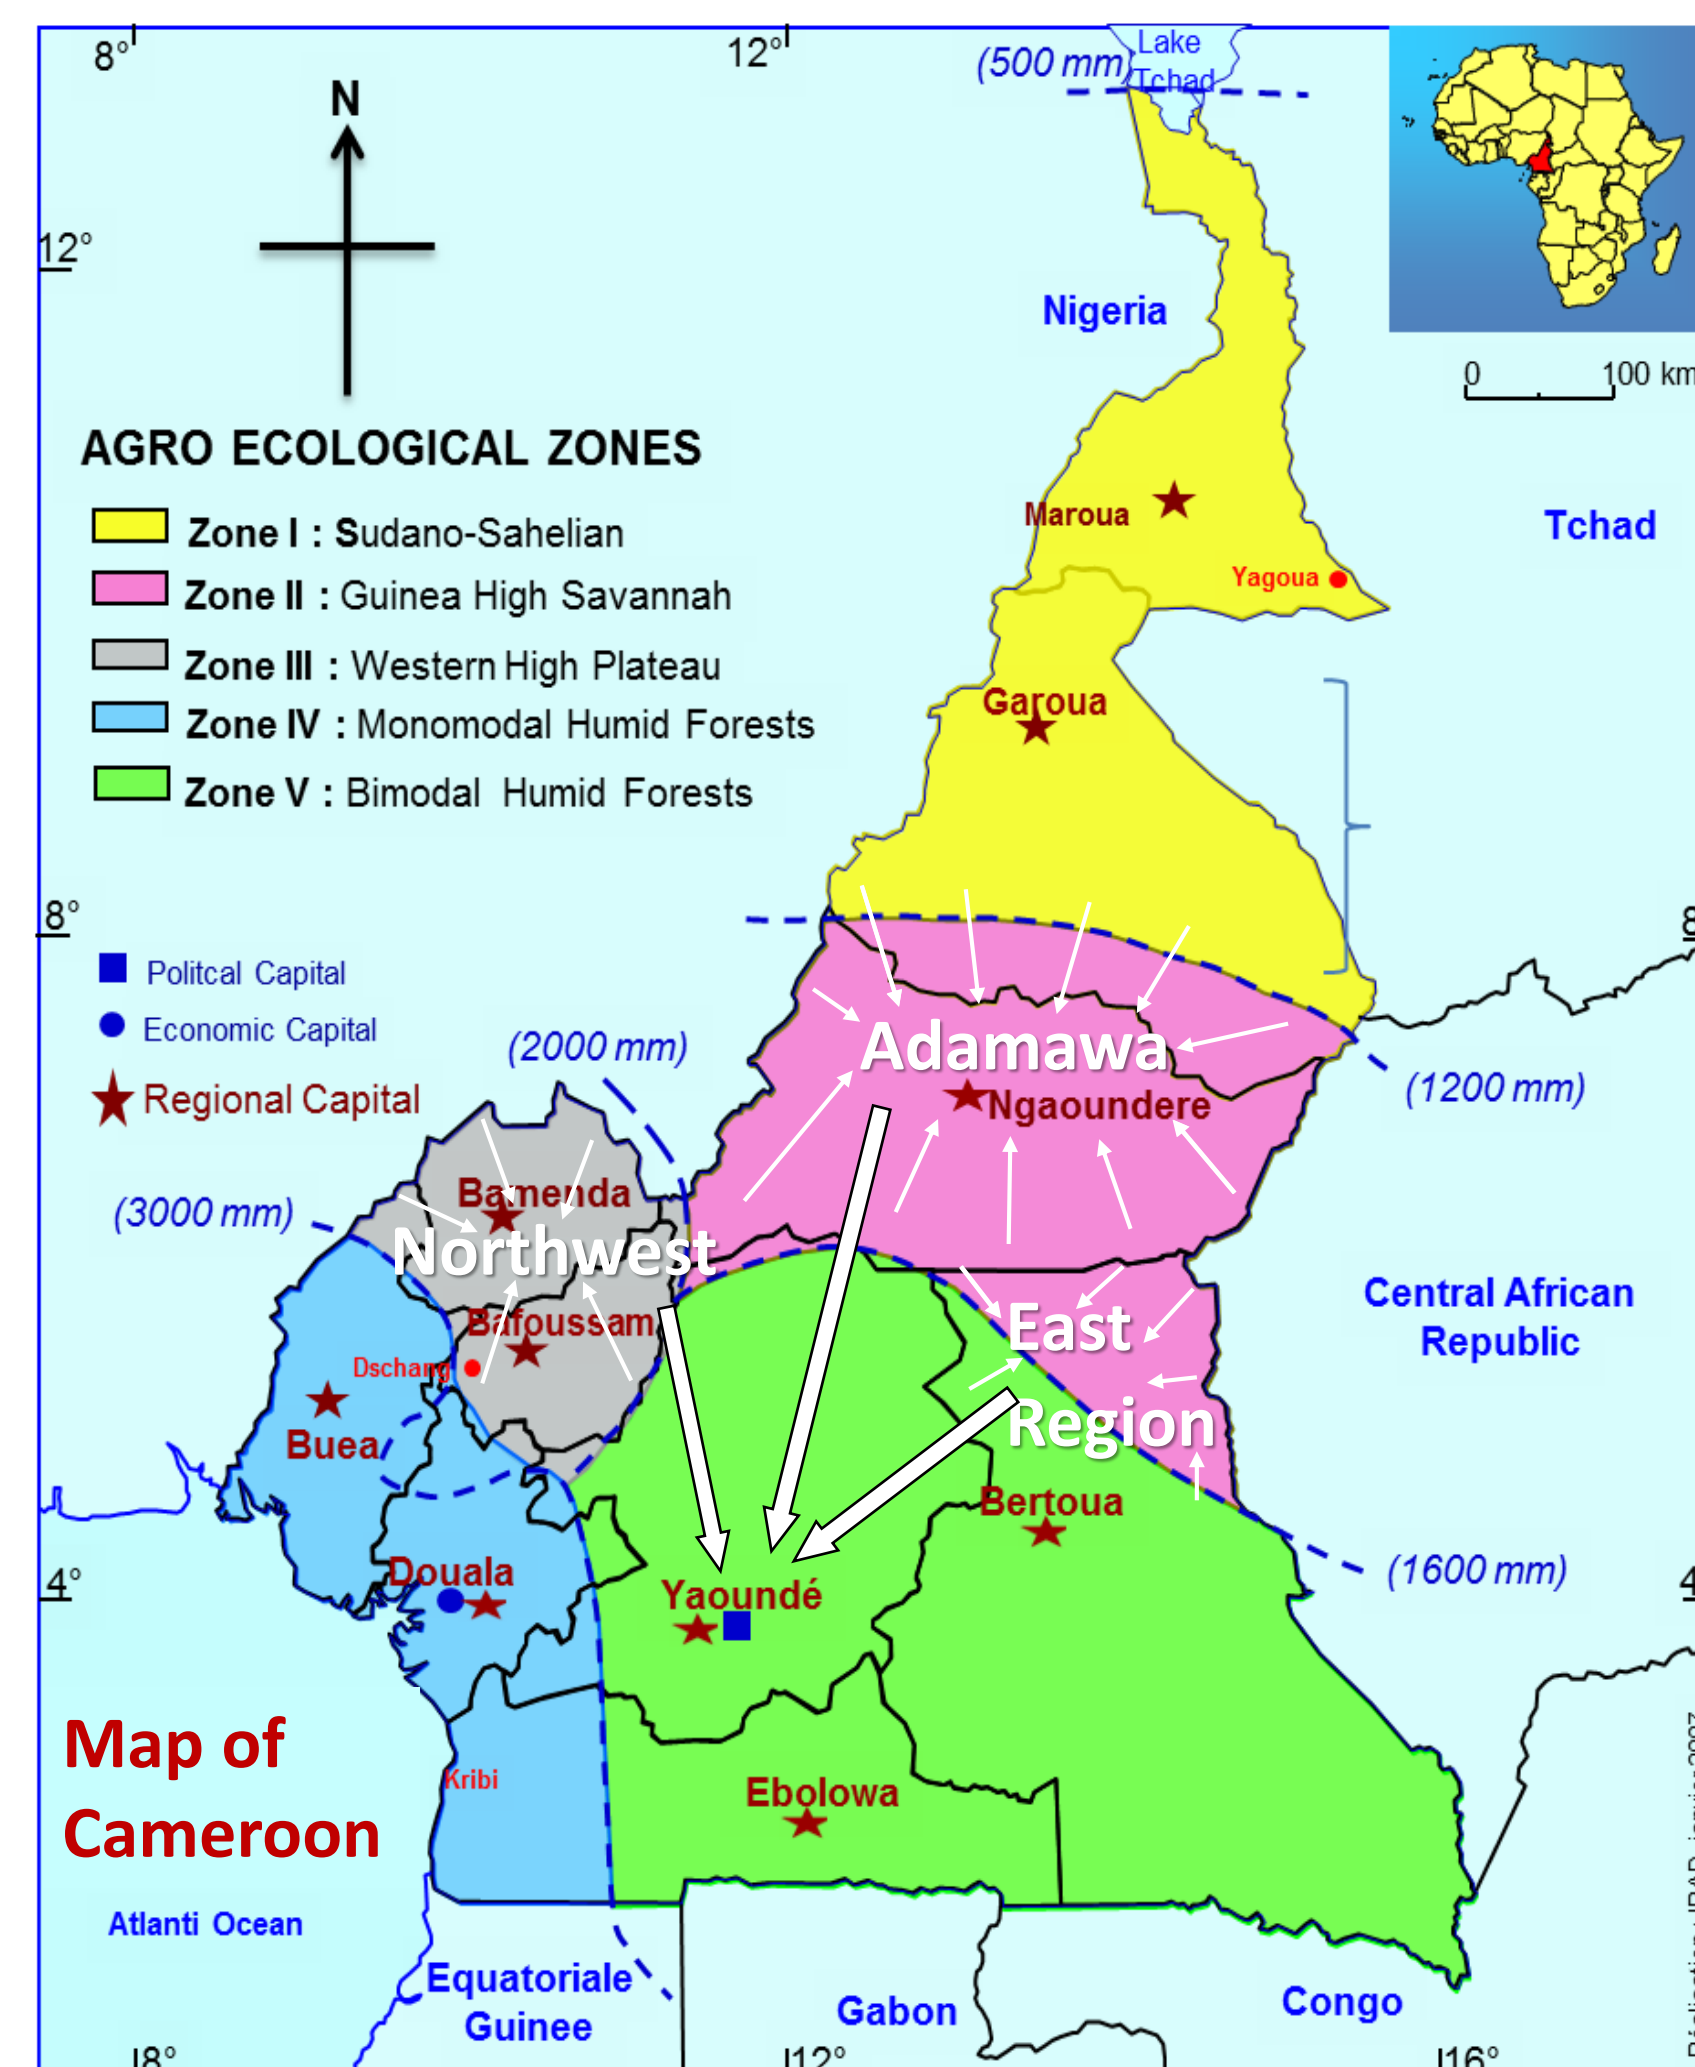 8°
12°
(500 mm)
Lake
Tchad
N
12°
Nigeria
0 100 km
AGRO ECOLOGICAL ZONES
Zone I : Sudano-Sahelian
Zone II : Guinea High Savannah
Zone III : Western High Plateau
Zone IV : Monomodal Humid Forests
Zone V : Bimodal Humid Forests
Maroua
Tchad
Yagoua
Garoua
8°
8
Politcal Capital
Economic Capital
Regional Capital
(2000 mm)
Adamawa
Ngaoundere
(1200 mm)
(3000 mm)
Bamenda
Northwest
Bafoussam
Dschang
Buea
East
Region
Central African
Republic
Bertoua
(1600 mm)
4°
4
Douala
Yaoundé
Map of
Cameroon
Kribi
Ebolowa
Atlanti Ocean
Equatoriale
Guinee
Gabon
Congo
8°
12°
16°